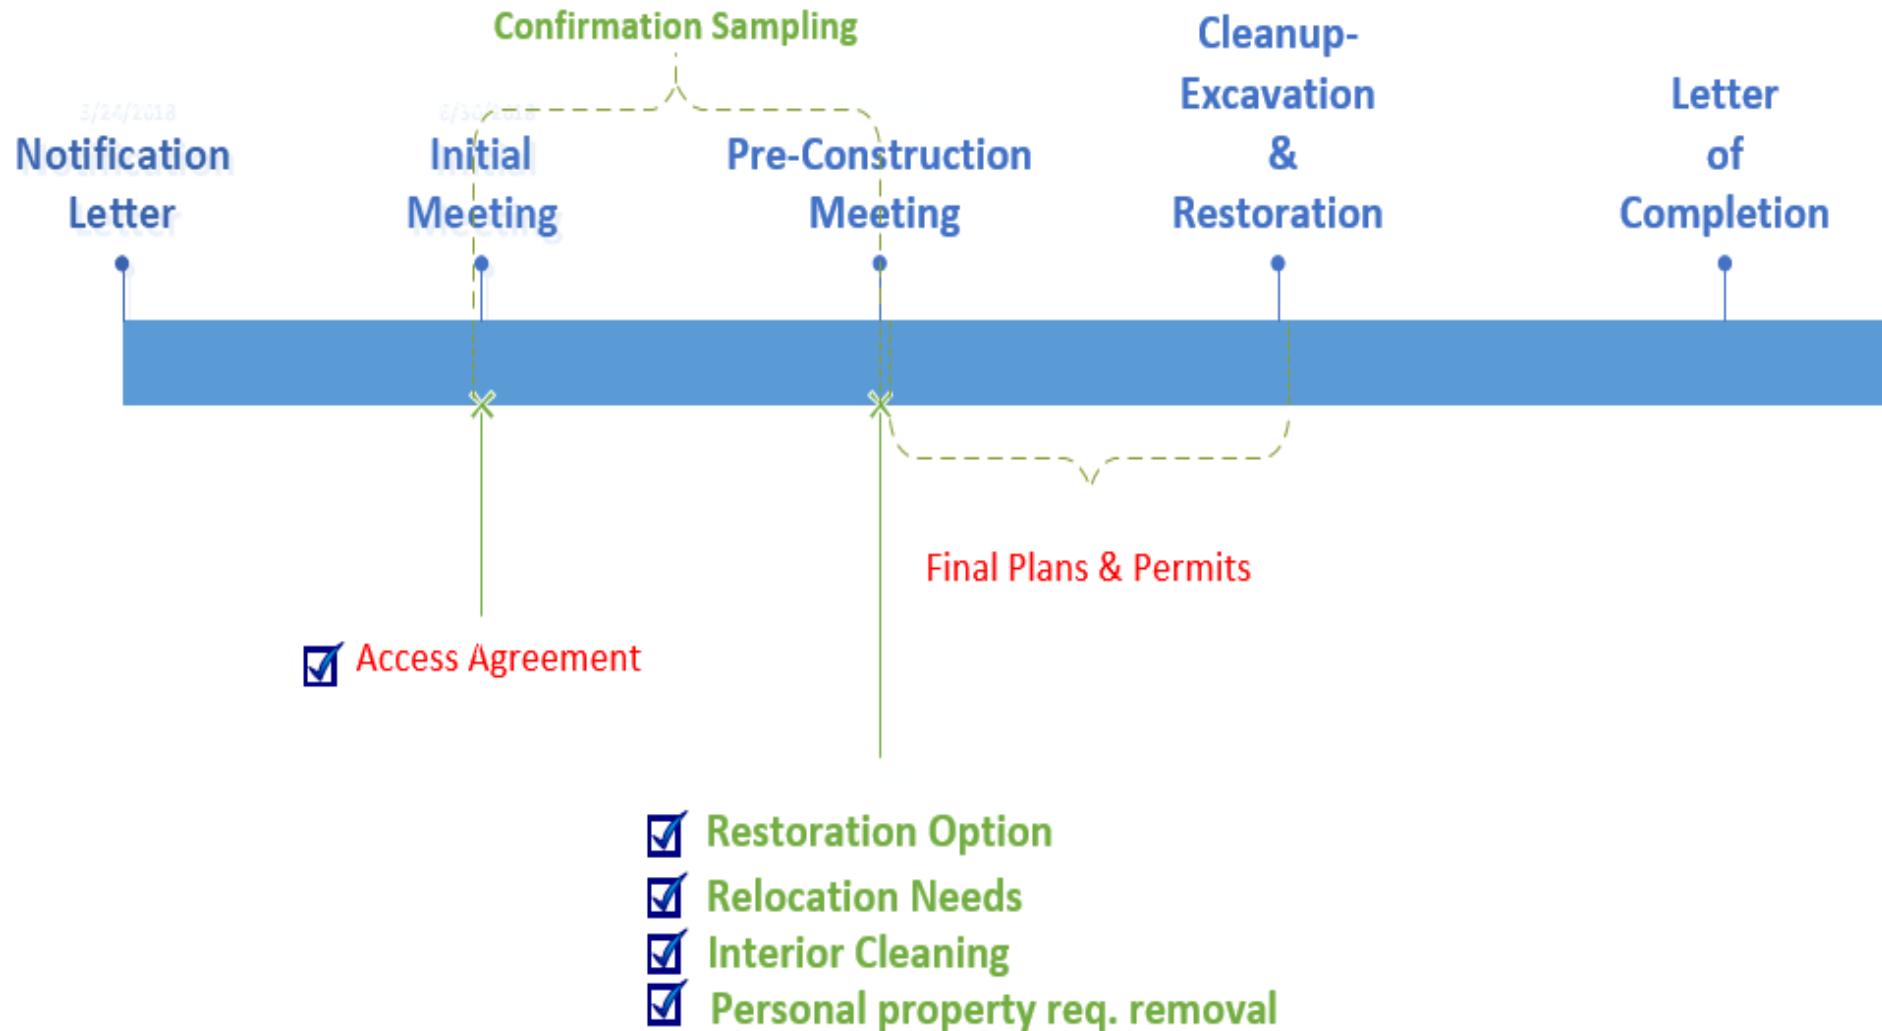 Confirmation Sampling
Cleanup-
Excavation
&
Restoration
Letter
of
Completion
Notification
Letter
Initial
Meeting
Pre-Construction
Meeting
Final Plans & Permits
Access Agreement
Restoration Option
Relocation Needs
Interior Cleaning
Personal property req. removal